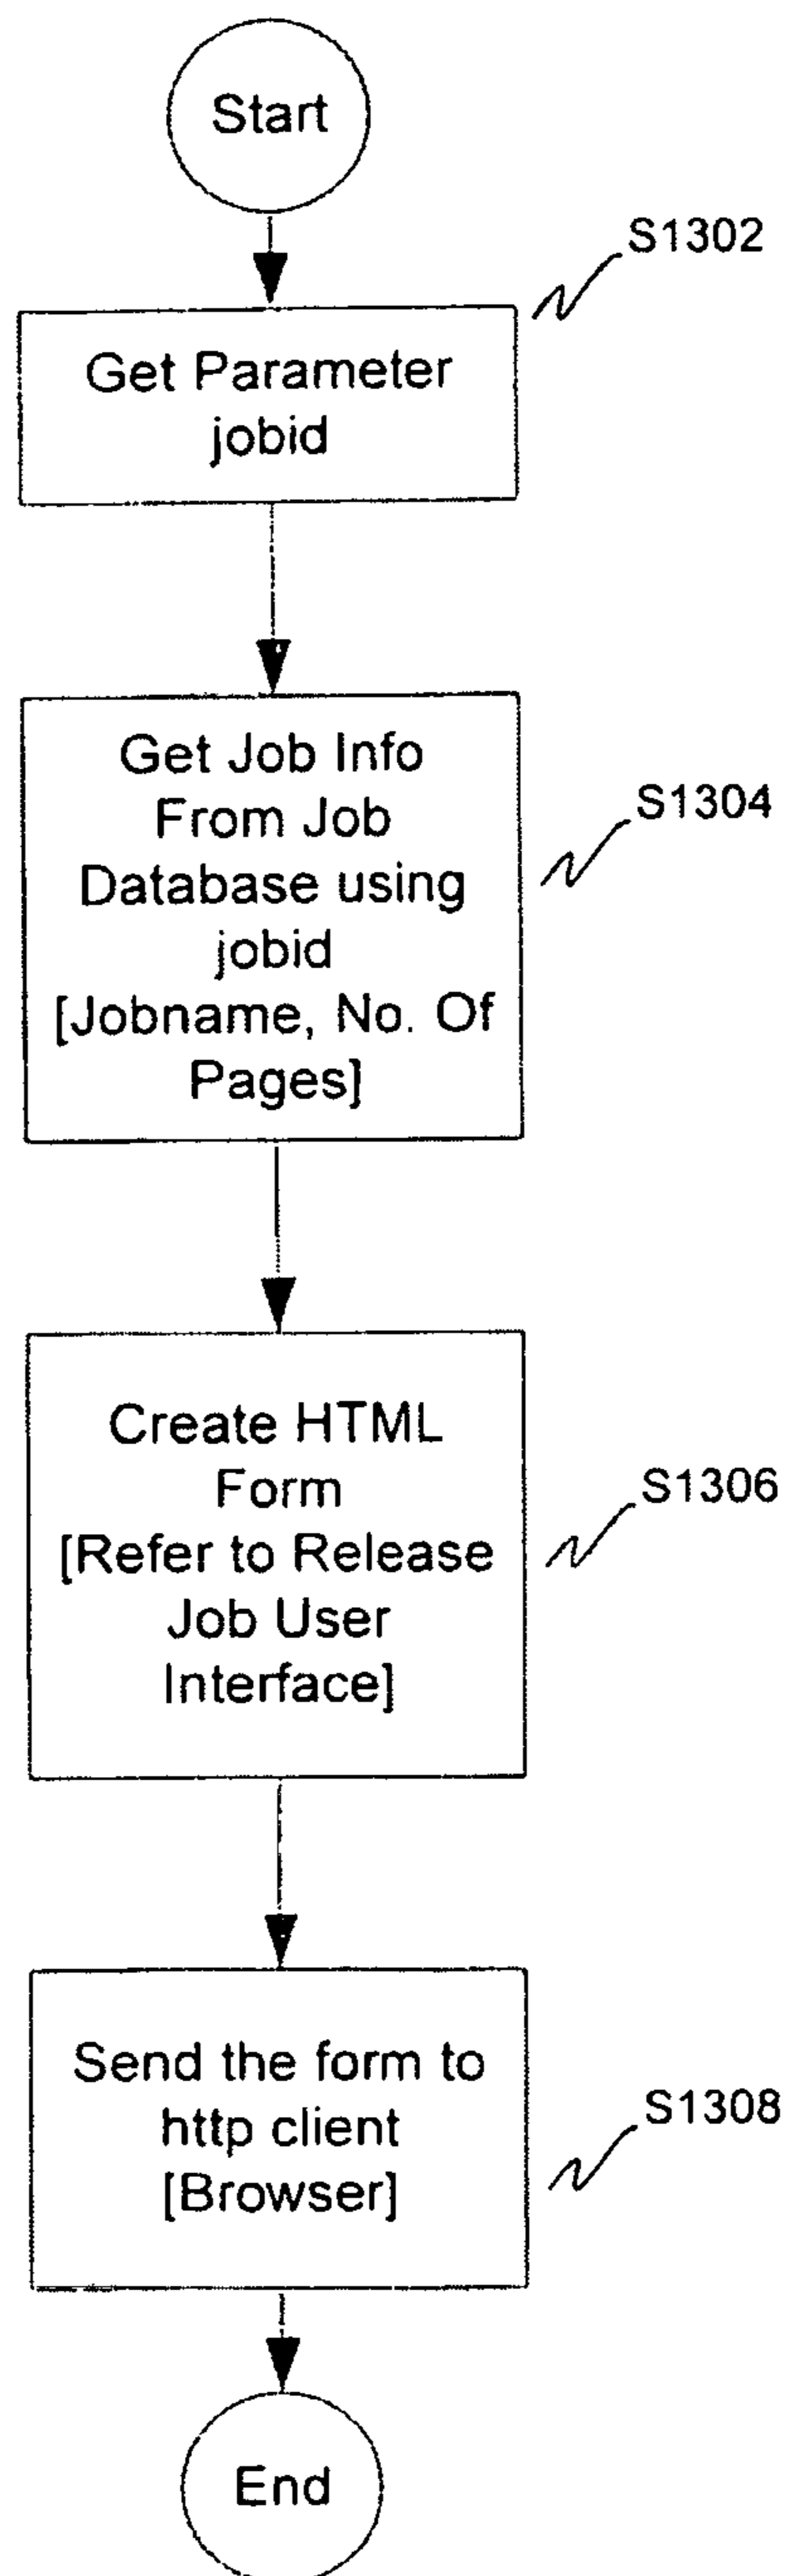 Start
S1302
Get Parameter
jobid
Get Job Info
From Job
Database using
jobid
[Jobname, No. Of
Pages]
S1304
Create HTML
Form
[Refer to Release
Job User
Interface]
S1306
Send the form to
http client
[Browser]
S1308
End